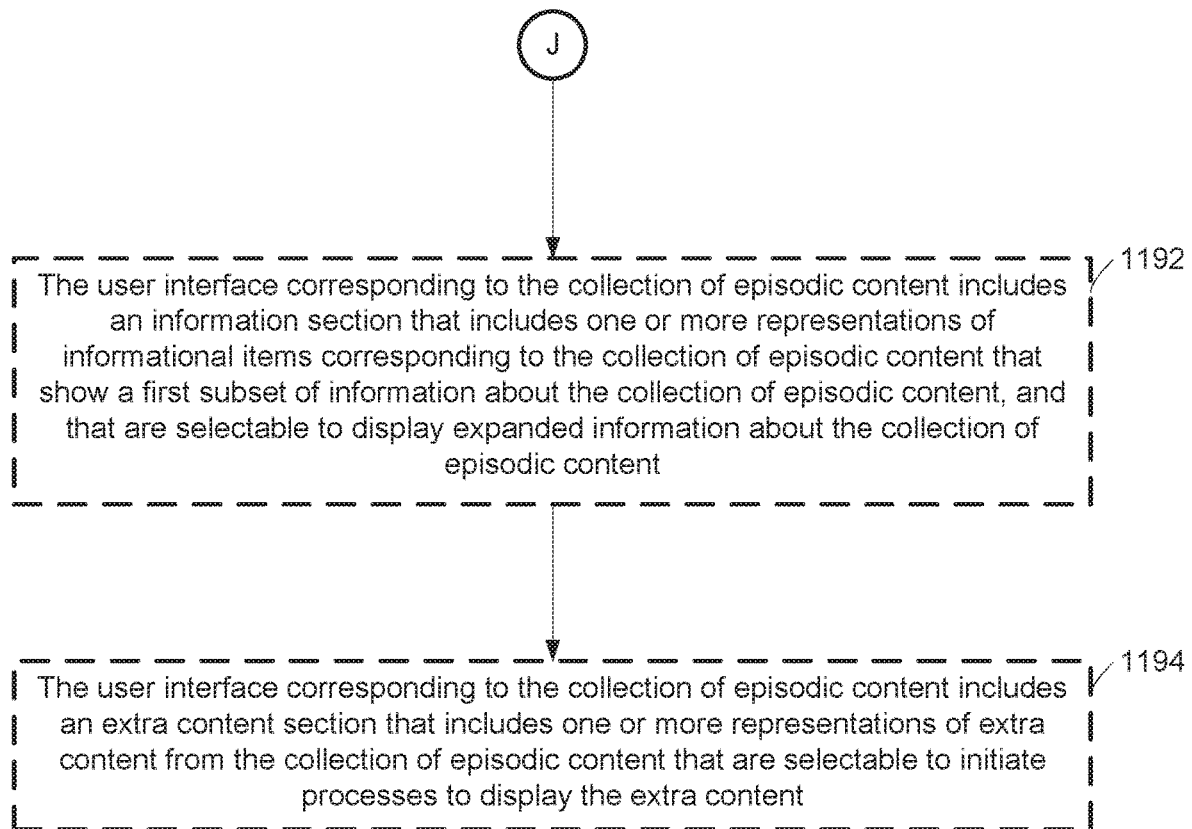 J
1192
The user interface corresponding to the collection of episodic content includes
an information section that includes one or more representations of
informational items corresponding to the collection of episodic content that
show a first subset of information about the collection of episodic content, and
that are selectable to display expanded information about the collection of
episodic content
1194
The user interface corresponding to the collection of episodic content includes
an extra content section that includes one or more representations of extra
content from the collection of episodic content that are selectable to initiate
processes to display the extra content